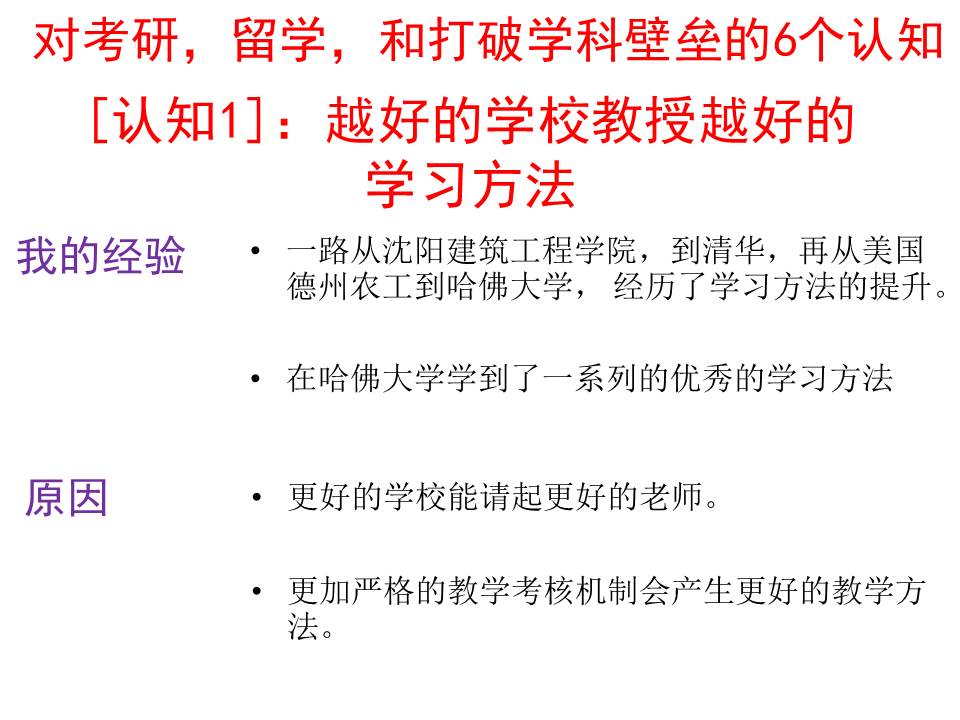 对考研，留学，和打破学科壁垒的6个认知
[认知1]：越好的学校教授越好的
学习方法
我的经验
• 一路从沈阳建筑工程学院，到清华，再从美国
德州农工到哈佛大学， 经历了学习方法的提升。
• 在哈佛大学学到了一系列的优秀的学习方法
原因
• 更好的学校能请起更好的老师。
• 更加严格的教学考核机制会产生更好的教学方
法。